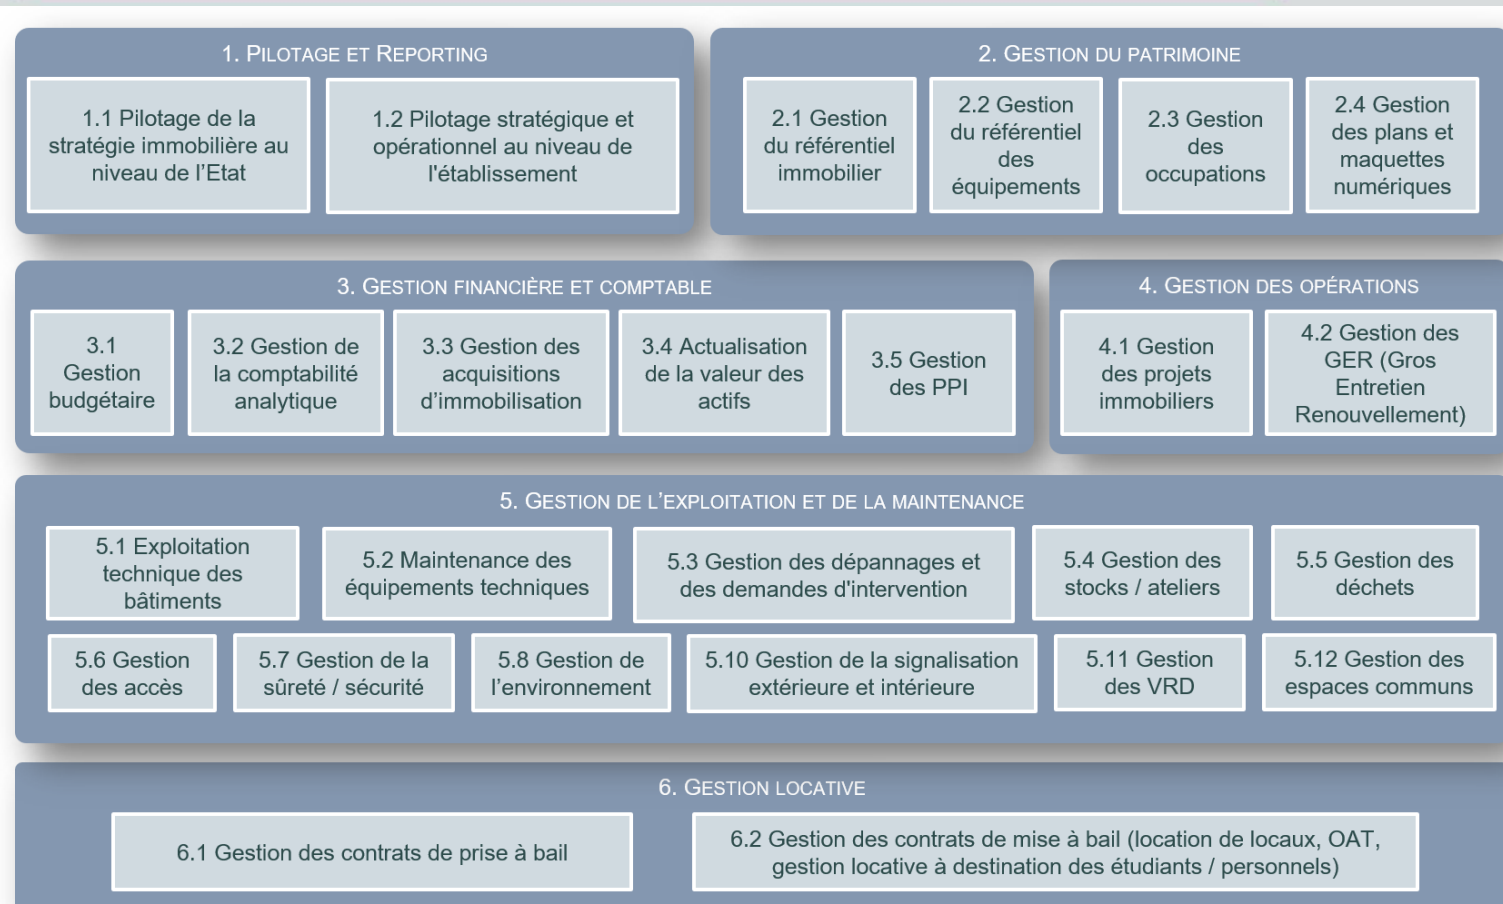 1. PILOTAGE ET REPORTING
1.1 Pilotage de la
stratégie immobilière au
niveau de l’Etat
1.2 Pilotage stratégique et
opérationnel au niveau de
l'établissement
2. GESTION DU PATRIMOINE
2.1 Gestion
du référentiel
immobilier
2.2 Gestion
du référentiel
des
équipements
2.3 Gestion
des
occupations
2.4 Gestion
des plans et
maquettes
numériques
3. GESTION FINANCIÈRE ET COMPTABLE
3.1
Gestion
budgétaire
3.2 Gestion de
la comptabilité
analytique
3.3 Gestion des
acquisitions
d’immobilisation
3.4 Actualisation
de la valeur des
actifs
3.5 Gestion
des PPI
4. GESTION DES OPÉRATIONS
4.1 Gestion
des projets
immobiliers
4.2 Gestion des
GER (Gros
Entretien
Renouvellement)
5. GESTION DE L’EXPLOITATION ET DE LA MAINTENANCE
5.1 Exploitation
technique des
bâtiments
5.2 Maintenance des
équipements techniques
5.3 Gestion des dépannages et
des demandes d'intervention
5.4 Gestion des
stocks / ateliers
5.5 Gestion des
déchets
5.6 Gestion
des accès
5.7 Gestion de la
sûreté / sécurité
5.8 Gestion de
l’environnement
5.10 Gestion de la signalisation
extérieure et intérieure
5.11 Gestion
des VRD
5.12 Gestion des
espaces communs
6. GESTION LOCATIVE
6.1 Gestion des contrats de prise à bail
6.2 Gestion des contrats de mise à bail (location de locaux, OAT,
gestion locative à destination des étudiants / personnels)